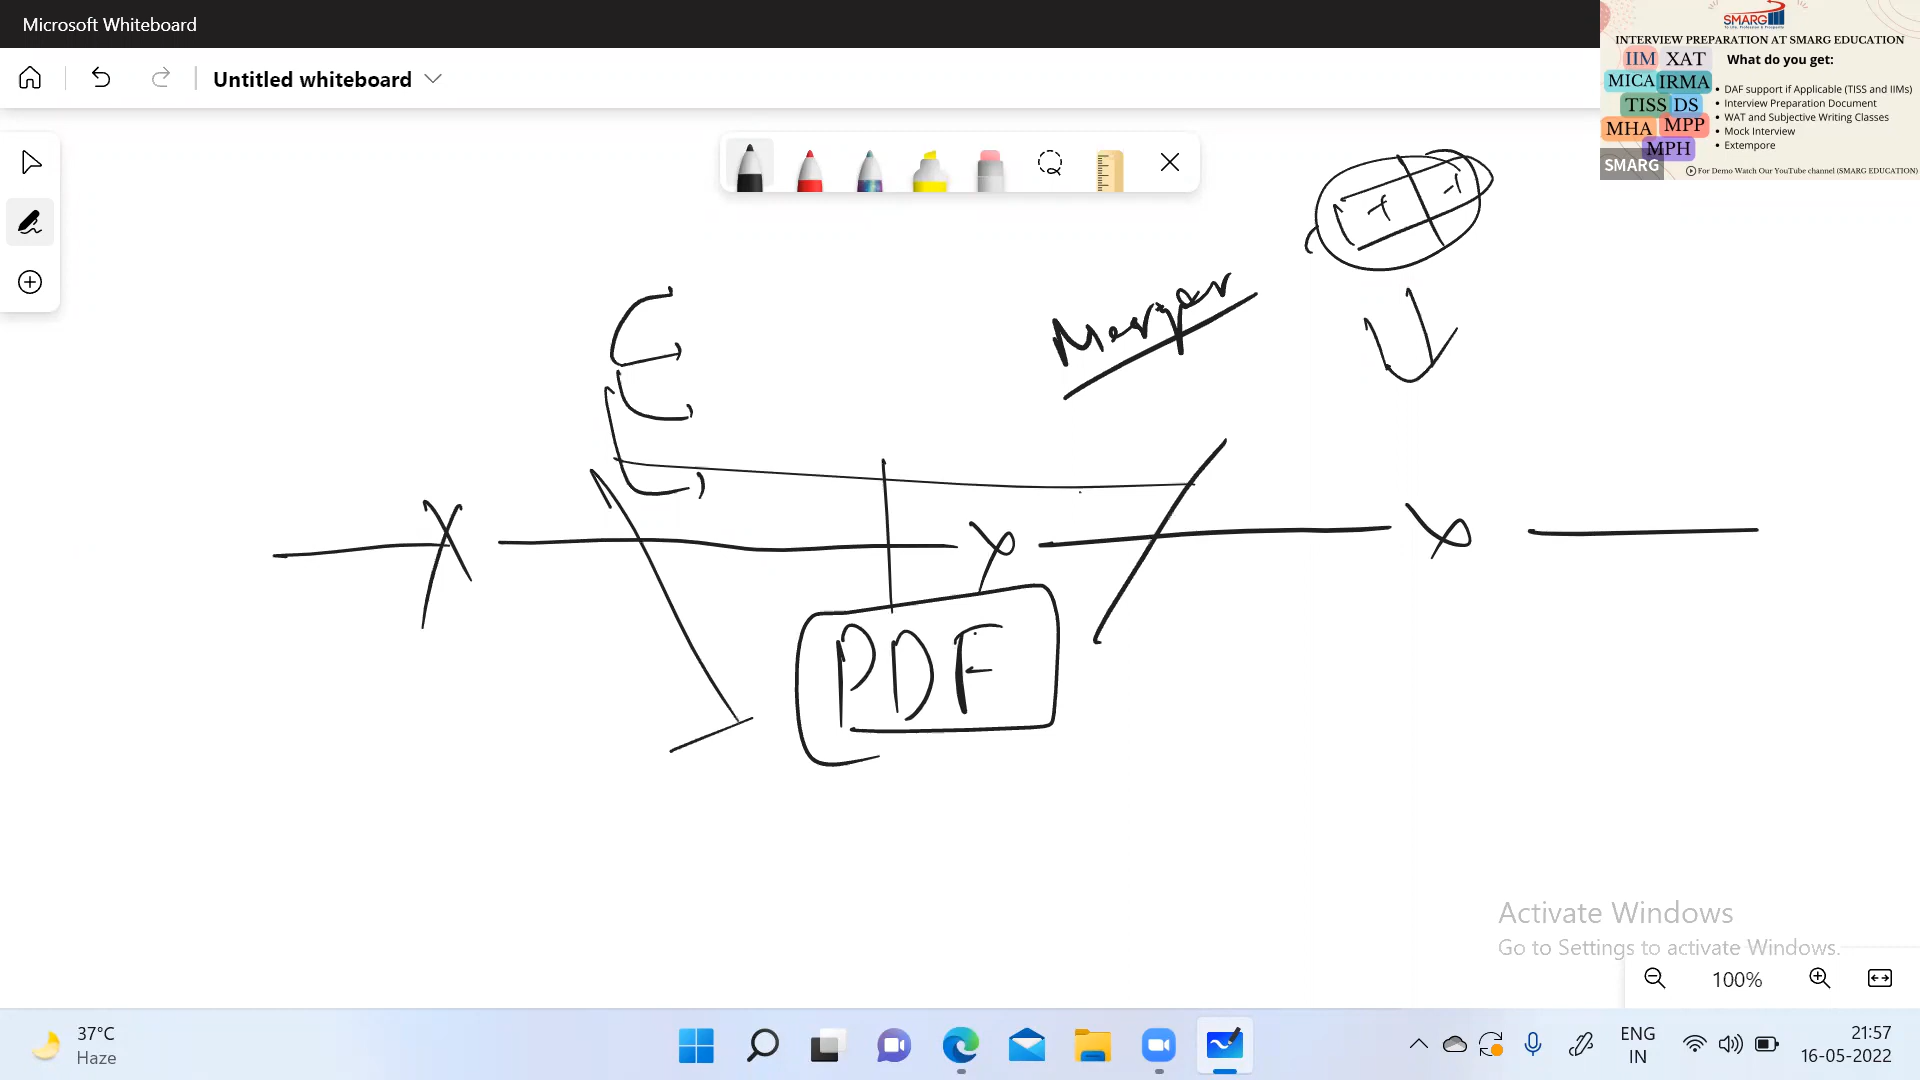 Microsoft Whiteboard
Untitled whiteboard
SMARG
INTERVIEW PREPARATION AT SMARG EDUCATION
IIM XAT
What do you get:
MICA IRMA
TISS DS
MHA MPP
MPH
• DAF support if Applicable (TISS and IIMs)
• Interview Preparation Document
• WAT and Subjective Writing Classes
• Mock Interview
• Extempore
SMARG
For Demo Watch Our YouTube channel (SMARG EDUCATION)
Merger
PDF
Activate Windows
Go to Settings to activate Windows.
100%
37°C
Haze
ENG
IN
21:57
16-05-2022